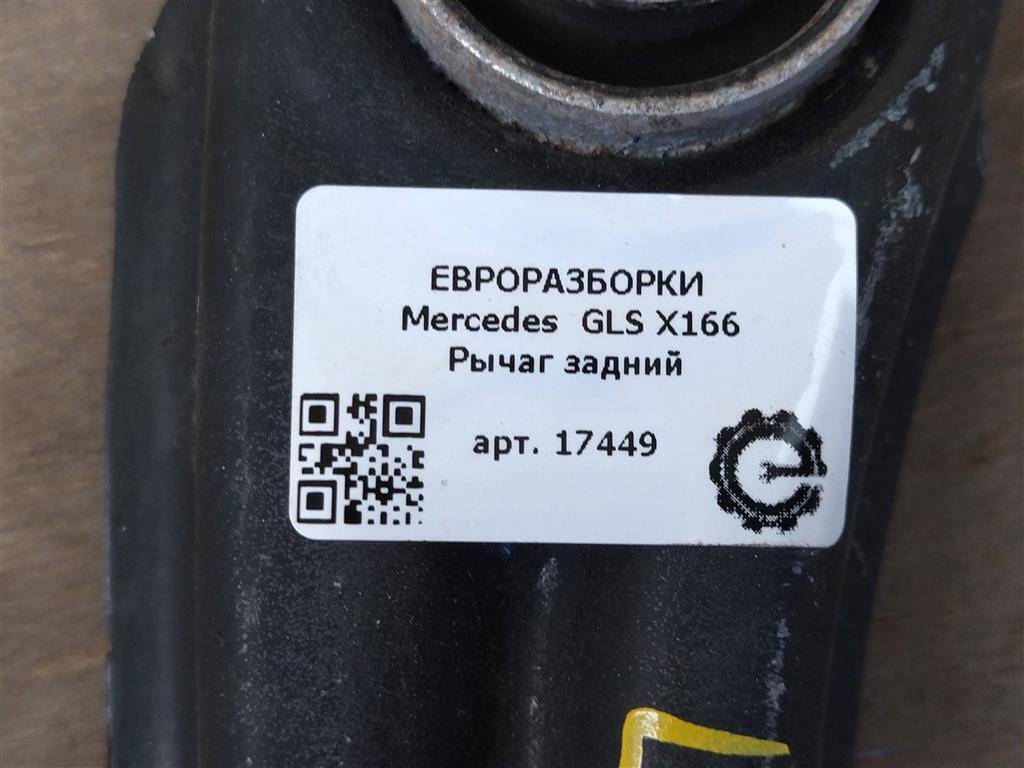 ЕВРОРАЗБОРКИ
Mercedes GLS X166
Рычаг задний
арт. 17449